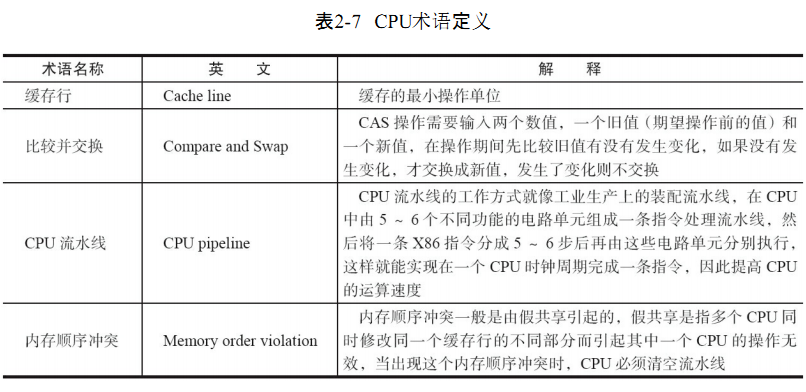 表2-7 CPU术语定义
术语名称 英 文 解 释
缓存行 Cache line 缓存的最小操作单位
比较并交换 Compare and Swap CAS 操作需要输入两个数值，一个旧值（期望操作前的值）和
一个新值，在操作期间先比较旧值有没有发生变化，如果没有发
生变化，才交换成新值，发生了变化则不交换
CPU 流水线 CPU pipeline CPU 流水线的工作方式就像工业生产上的装配流水线，在 CPU
中由 5 ~ 6 个不同功能的电路单元组成一条指令处理流水线，然
后将一条 X86 指令分成 5 ~ 6 步后再由这些电路单元分别执行，
这样就能实现在一个 CPU 时钟周期完成一条指令，因此提高 CPU
的运算速度
内存顺序冲突 Memory order violation 内存顺序冲突一般是由假共享引起的，假共享是指多个 CPU 同
时修改同一个缓存行的不同部分而引起其中一个 CPU 的操作无
效，当出现这个内存顺序冲突时，CPU 必须清空流水线